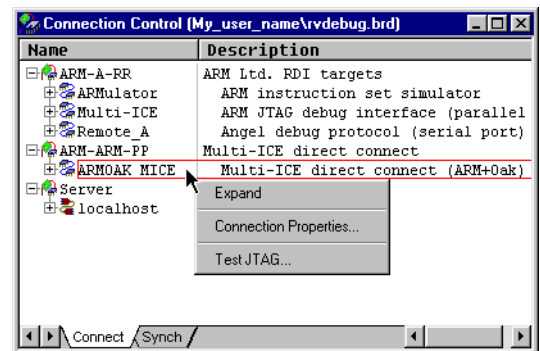 Connection Control (My_user_name\rvdebug.brd)
Name Description
ARM-A-RR ARM Ltd. RDI targets
ARMulator ARM instruction set simulator
Multi-ICE ARM JTAG debug interface (parallel
Remote_A Angel debug protocol (serial port)
ARM-ARM-PP Multi-ICE direct connect
ARMOAK MICE Multi-ICE direct connect (ARM+Oak)
Server
localhost
Expand
Connection Properties...
Test JTAG...
Connect Synch